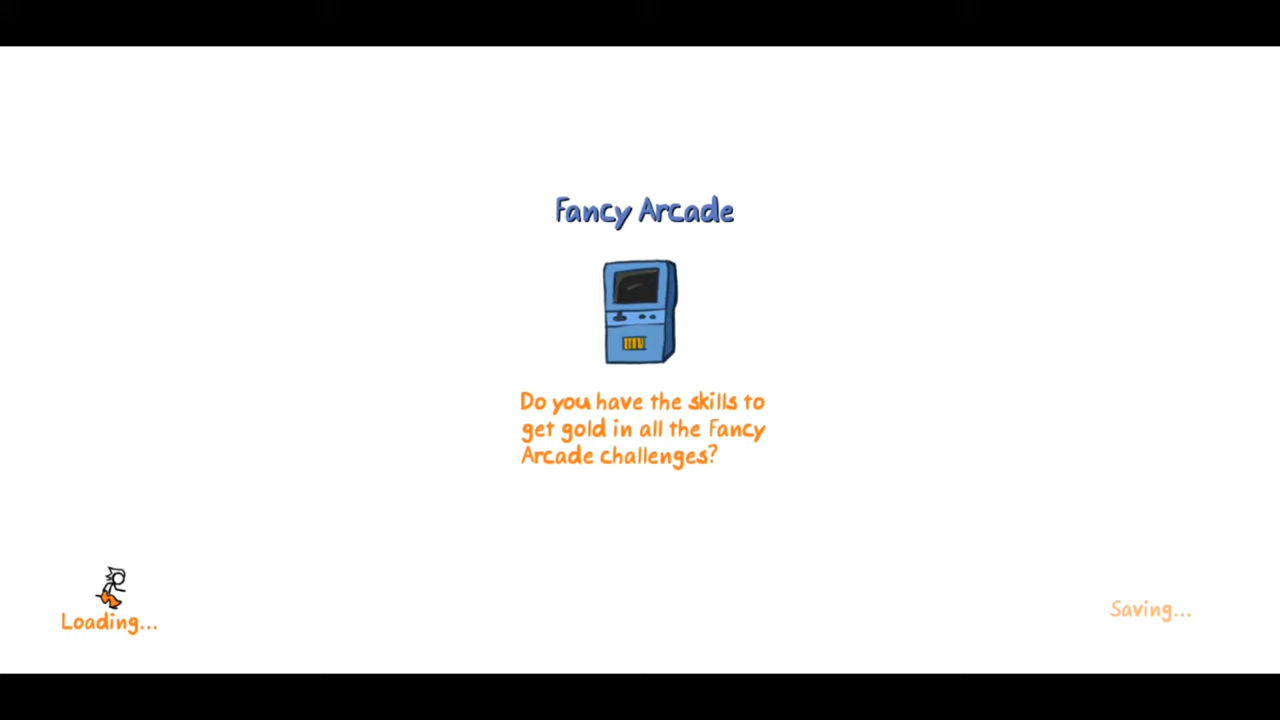 Fancy Arcade
Do you have the skills to
get gold in all the Fancy
Arcade challenges?
Loading...
Saving...